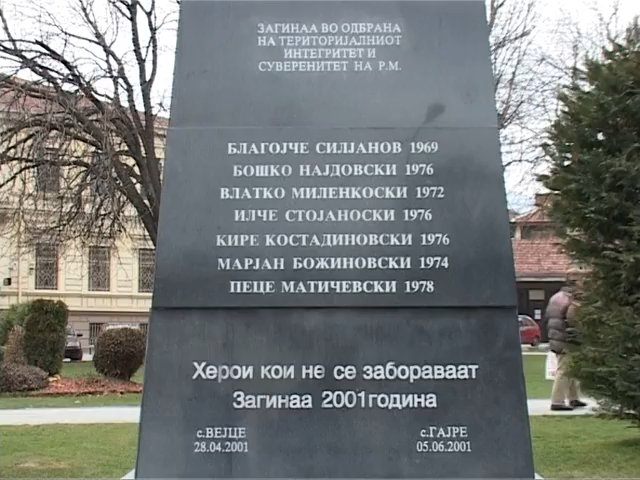 ЗАГИНАА ВО ОДБРАНА
НА ТЕРИТОРИЈАЛНИОТ
ИНТЕГРИТЕТ И
СУВЕРЕНИТЕТ НА Р.М.
БЛАГОЈЧЕ СИЛЈАНОВ 1969
БОШКО НАЈДОВСКИ 1976
ВЛАТКО МИЛЕНКОСКИ 1972
ИЛЧЕ СТОЈАНОСКИ 1976
КИРЕ КОСТАДИНОВСКИ 1976
МАРЈАН БОЖИНОВСКИ 1974
ПЕЦЕ МАТИЧЕВСКИ 1978
Херои кои не се забораваат
Загинаа 2001година
с.ВЕЈЦЕ с.ГАЈРЕ
28.04.2001 05.06.2001